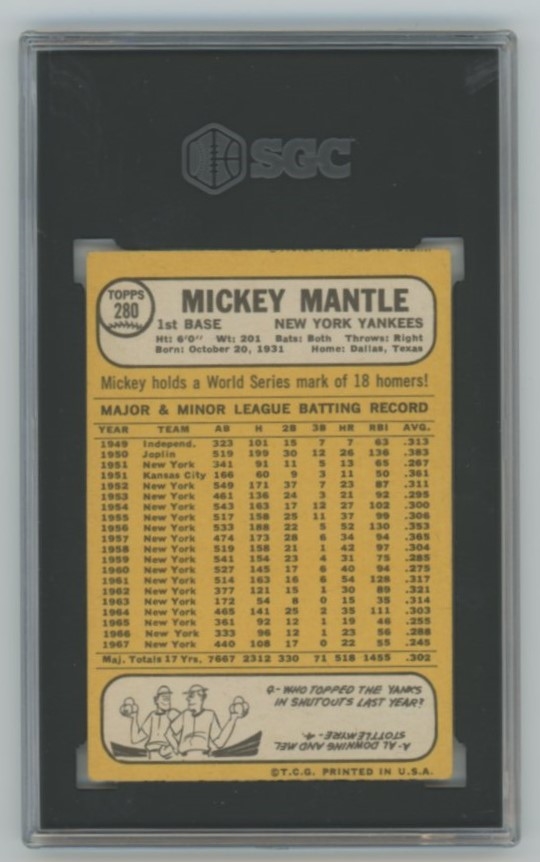 SGC
TOPPS
280
MICKEY MANTLE
1st BASE NEW YORK YANKEES
Ht: 6'0" Wt: 201 Bats: Both Throws: Right
Born: October 20, 1931 Home: Dallas, Texas
Mickey holds a World Series mark of 18 homers!
MAJOR & MINOR LEAGUE BATTING RECORD
YEAR TEAM AB H 2B 3B HR RBI AVG.
1949 Independ. 323 101 15 7 7 63 .313
1950 Joplin 519 199 30 12 26 136 .383
1951 New York 341 91 11 5 13 65 .267
1951 Kansas City 166 60 9 3 11 50 .361
1952 New York 549 171 37 7 23 87 .311
1953 New York 461 136 24 3 21 92 .295
1954 New York 543 163 17 12 27 102 .300
1955 New York 517 158 25 11 37 99 .306
1956 New York 533 188 22 5 52 130 .353
1957 New York 474 173 28 6 34 94 .365
1958 New York 519 158 21 1 42 97 .304
1959 New York 541 154 23 4 31 75 .285
1960 New York 527 145 17 6 40 94 .275
1961 New York 514 163 16 6 54 128 .317
1962 New York 377 121 15 1 30 89 .321
1963 New York 172 54 8 0 15 35 .314
1964 New York 465 141 25 2 35 111 .303
1965 New York 361 92 12 1 19 46 .255
1966 New York 333 96 12 1 23 56 .288
1967 New York 440 108 17 0 22 55 .245
Maj. Totals 17 Yrs. 7667 2312 330 71 518 1455 .302
Q-WHO TOPPED THE YANKS
IN SHUTOUTS LAST YEAR?
A-AL DOWNING AND MEL
STOTTLEMYRE-4.
©T.C.G. PRINTED IN U.S.A.